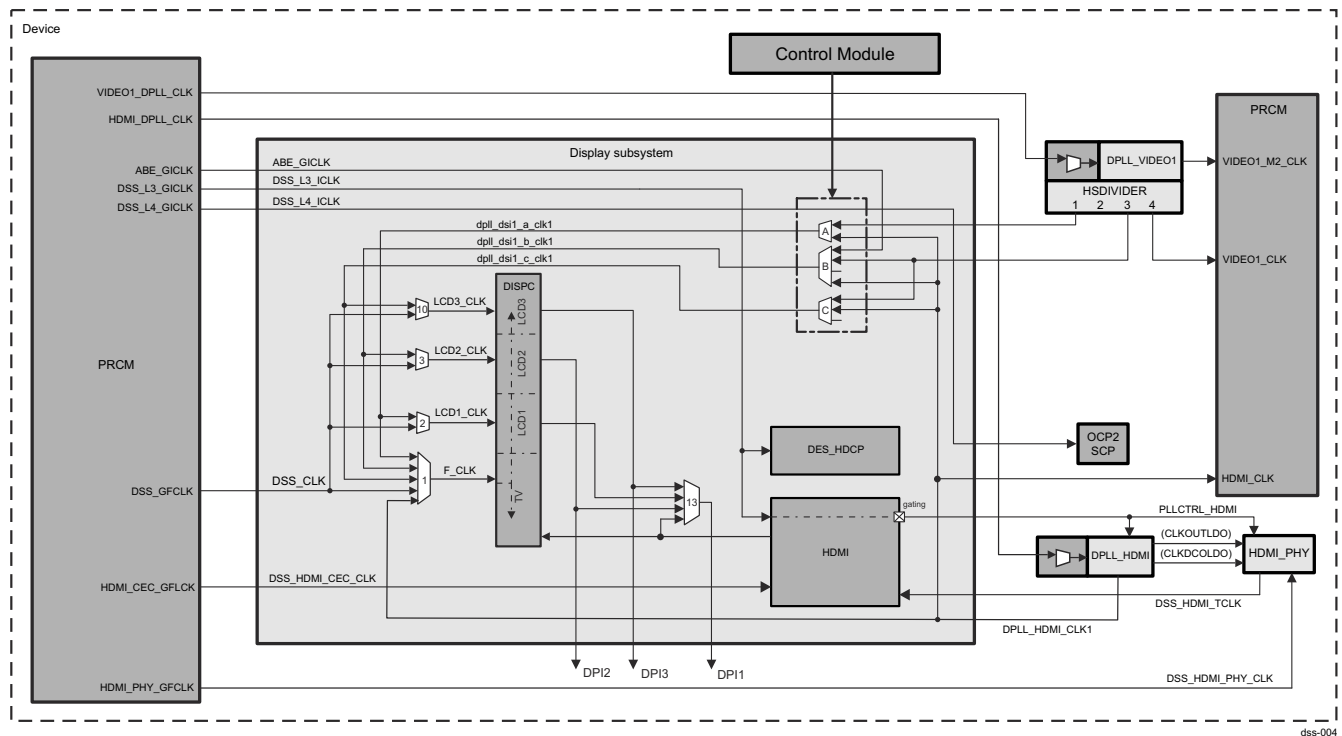 Device
Control Module
PRCM
VIDEO1_DPLL_CLK
HDMI_DPLL_CLK
ABE_GICLK
DSS_L3_GICLK
DSS_L4_GICLK
DSS_GFCLK
HDMI_CEC_GFLCK
HDMI_PHY_GFCLK
Display subsystem
ABE_GICLK
DSS_L3_ICLK
DSS_L4_ICLK
dpll_dsi1_a_clk1
dpll_dsi1_b_clk1
dpll_dsi1_c_clk1
A
B
C
DISPC
LCD3
LCD2
LCD1
TV
10
LCD3_CLK
3
LCD2_CLK
2
LCD1_CLK
1
F_CLK
DSS_CLK
13
DSS_HDMI_CEC_CLK
DES_HDCP
HDMI
gating
DPI2
DPI3
DPI1
DPLL_VIDEO1
HSDIVIDER
1 2 3 4
PRCM
VIDEO1_M2_CLK
VIDEO1_CLK
HDMI_CLK
OCP2
SCP
PLLCTRL_HDMI
DPLL_HDMI
(CLKOUTLDO)
(CLKDCOLDO)
HDMI_PHY
DSS_HDMI_TCLK
DPLL_HDMI_CLK1
DSS_HDMI_PHY_CLK
dss-004